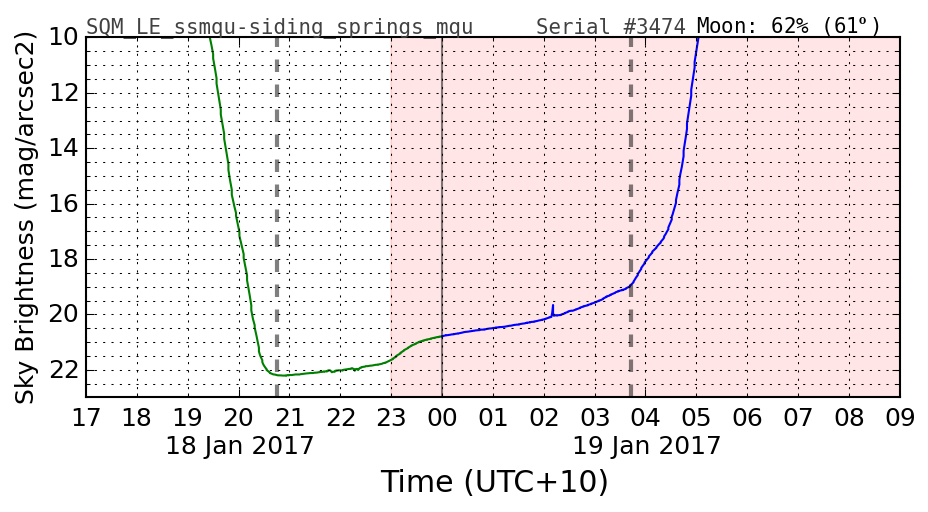 SQM_LE_ssmqu-siding_springs_mqu Serial #3474 Moon: 62% (61°)
Sky Brightness (mag/arcsec2)
10
12
14
16
18
20
22
17 18 19 20 21 22 23 00 01 02 03 04 05 06 07 08 09
18 Jan 2017 19 Jan 2017
Time (UTC+10)